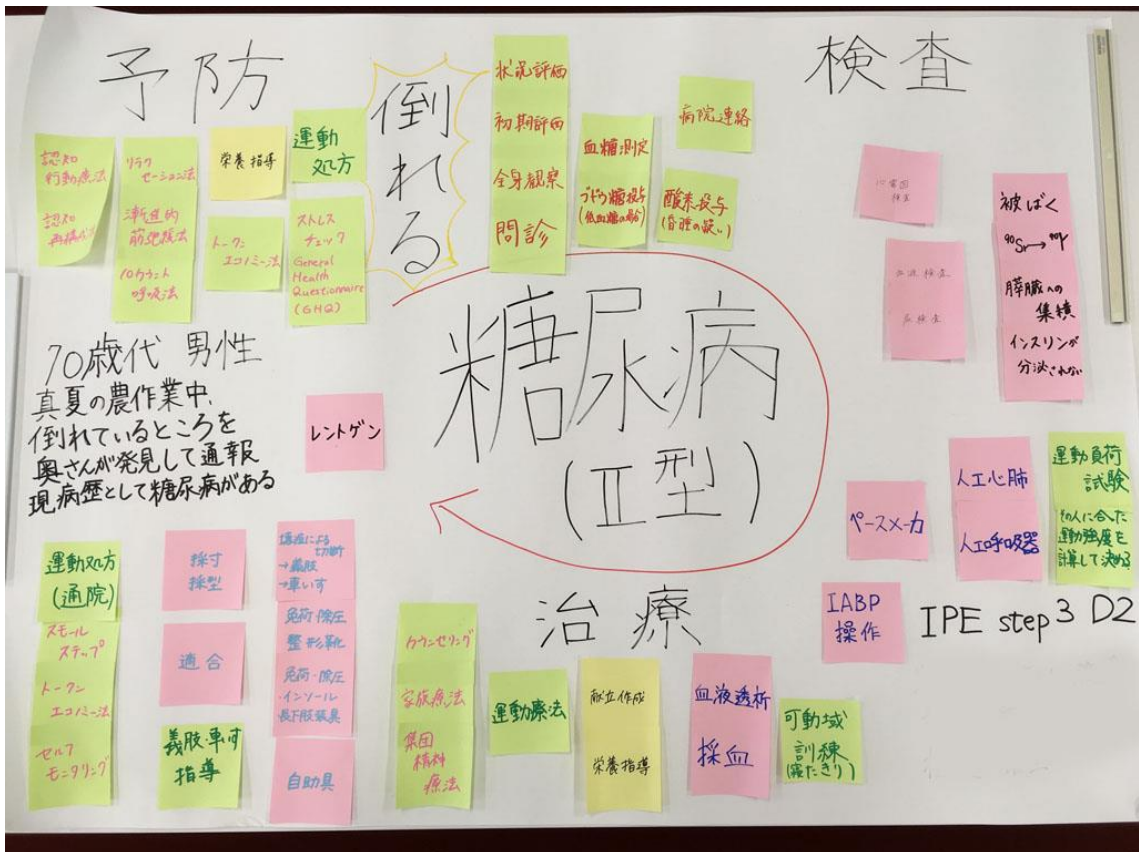 予防
認知
行動療法
認知
再構成
リラク
セーション法
漸進的
筋弛緩法
10カウント
呼吸法
栄養指導
トークン
エコノミー法
運動
処方
ストレス
チェック
General
Health
Questionnaire
(GHQ)
倒れる
状況評価
初期評価
全身観察
問診
血糖測定
ブドウ糖投与
(低血糖の場合)
病院連絡
酸素投与
検査
心電図
検査
血液検査
尿検査
被ばく
⁹⁰Sr→⁹⁰Y
膵臓への
集積
インスリンが
分泌されない
糖尿病
(Ⅱ型)
70歳代 男性
真夏の農作業中、
倒れているところを
奥さんが発見して通報
現病歴として糖尿病がある
レントゲン
ペースメーカ
人工心肺
人工呼吸器
運動負荷
試験
その人に合った
運動強度を
計算して決める
IABP
操作
IPE step3 D2
治療
カウンセリング
家族療法
集団
精神
療法
運動療法
献立作成
栄養指導
血液透析
採血
可動域
訓練
(寝たきり)
運動処方
(通院)
スモール
ステップ
トークン
エコノミー法
セルフ
モニタリング
採寸
採型
適合
義肢・車いす
指導
壊疽による
切断
→義肢
→車いす
免荷・除圧
整形靴
免荷・除圧
・インソール
長下肢装具
自助具